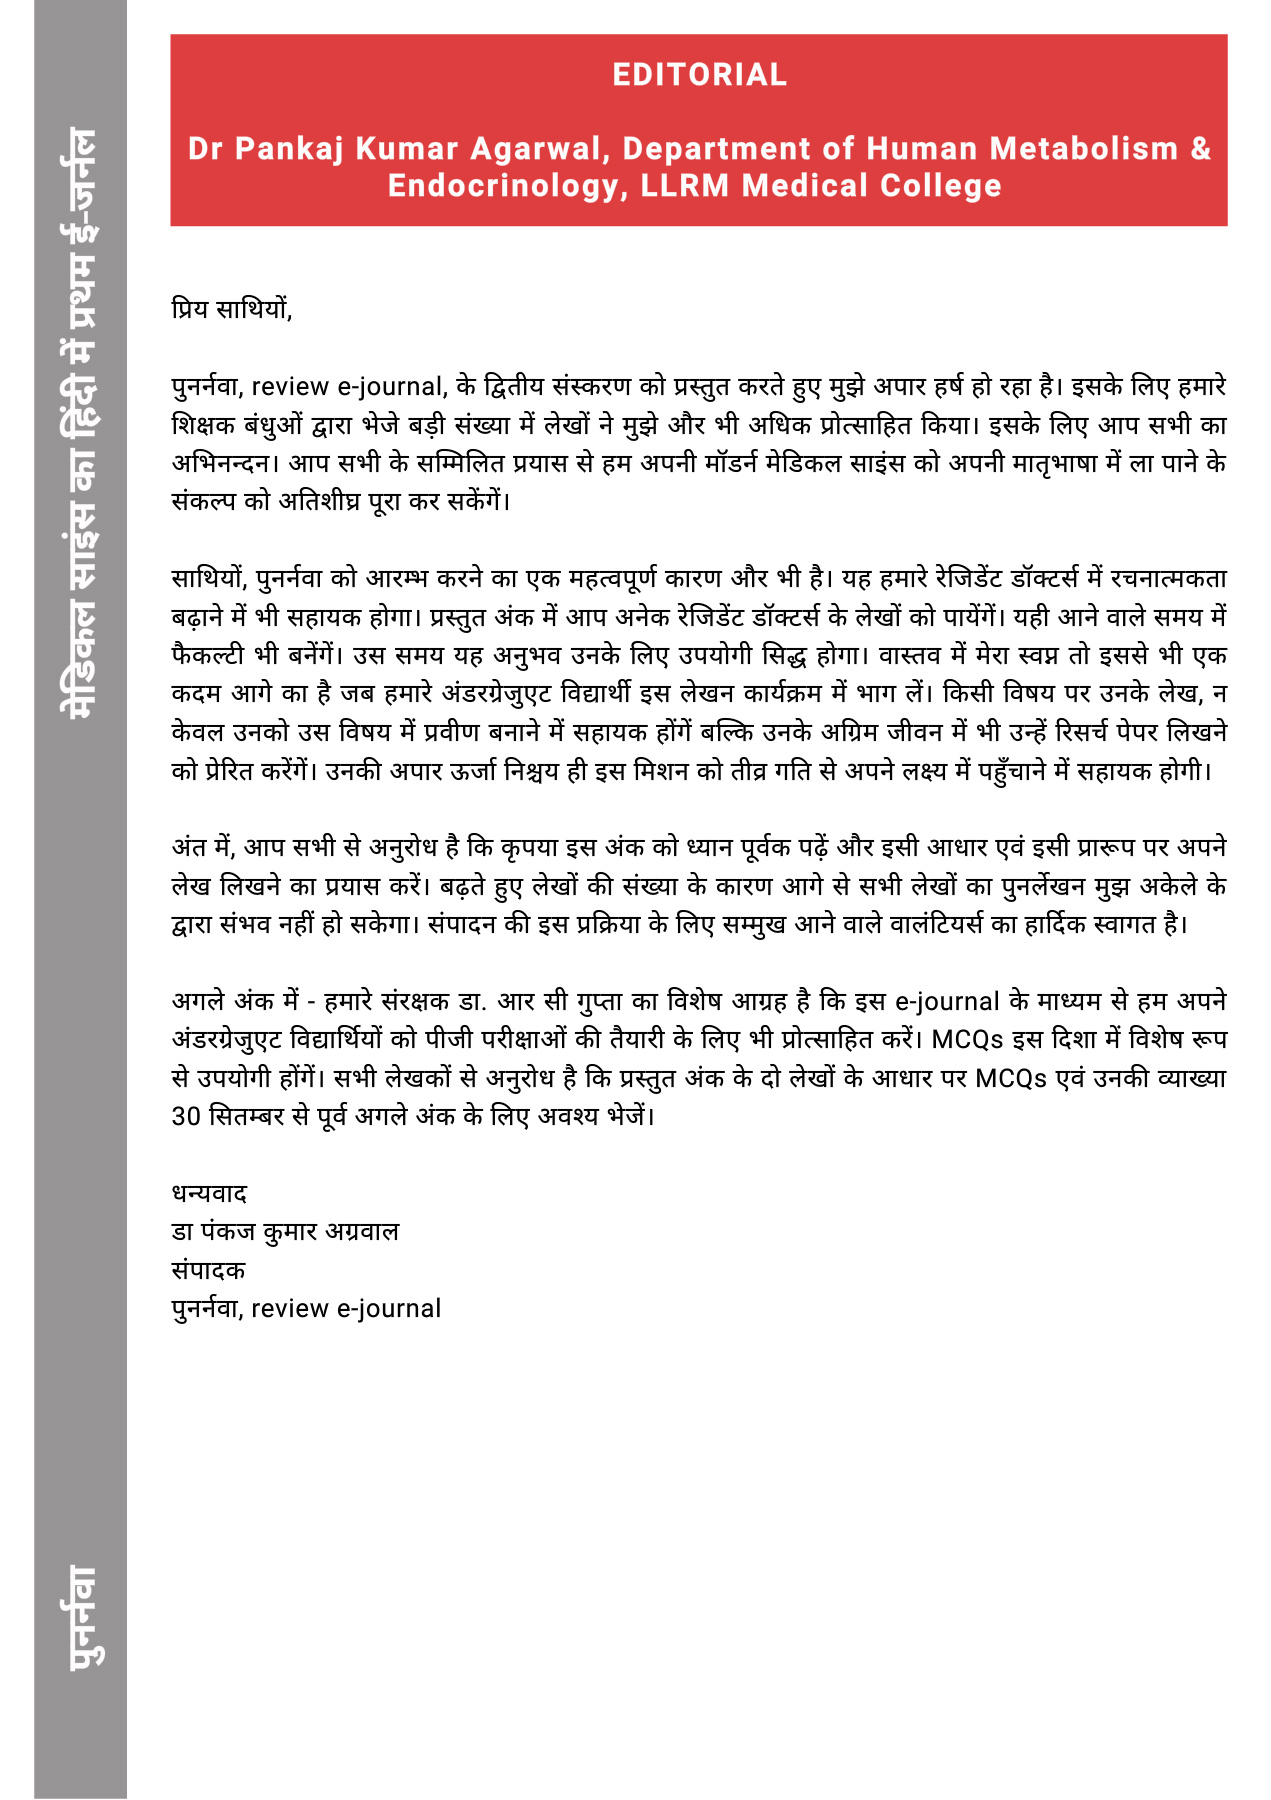 मेडिकल साइंस का हिंदी में प्रथम ई-जर्नल
पुनर्नवा
EDITORIAL
Dr Pankaj Kumar Agarwal, Department of Human Metabolism &
Endocrinology, LLRM Medical College
प्रिय साथियों,
पुनर्नवा, review e-journal, के द्वितीय संस्करण को प्रस्तुत करते हुए मुझे अपार हर्ष हो रहा है। इसके लिए हमारे
शिक्षक बंधुओं द्वारा भेजे बड़ी संख्या में लेखों ने मुझे और भी अधिक प्रोत्साहित किया। इसके लिए आप सभी का
अभिनन्दन। आप सभी के सम्मिलित प्रयास से हम अपनी मॉडर्न मेडिकल साइंस को अपनी मातृभाषा में ला पाने के
संकल्प को अतिशीघ्र पूरा कर सकेंगें।
साथियों, पुनर्नवा को आरम्भ करने का एक महत्वपूर्ण कारण और भी है। यह हमारे रेजिडेंट डॉक्टर्स में रचनात्मकता
बढ़ाने में भी सहायक होगा। प्रस्तुत अंक में आप अनेक रेजिडेंट डॉक्टर्स के लेखों को पायेंगें। यही आने वाले समय में
फैकल्टी भी बनेंगें। उस समय यह अनुभव उनके लिए उपयोगी सिद्ध होगा। वास्तव में मेरा स्वप्न तो इससे भी एक
कदम आगे का है जब हमारे अंडरग्रेजुएट विद्यार्थी इस लेखन कार्यक्रम में भाग लें। किसी विषय पर उनके लेख, न
केवल उनको उस विषय में प्रवीण बनाने में सहायक होंगें बल्कि उनके अग्रिम जीवन में भी उन्हें रिसर्च पेपर लिखने
को प्रेरित करेंगें। उनकी अपार ऊर्जा निश्चय ही इस मिशन को तीव्र गति से अपने लक्ष्य में पहुँचाने में सहायक होगी।
अंत में, आप सभी से अनुरोध है कि कृपया इस अंक को ध्यान पूर्वक पढ़ें और इसी आधार एवं इसी प्रारूप पर अपने
लेख लिखने का प्रयास करें। बढ़ते हुए लेखों की संख्या के कारण आगे से सभी लेखों का पुनर्लेखन मुझ अकेले के
द्वारा संभव नहीं हो सकेगा। संपादन की इस प्रक्रिया के लिए सम्मुख आने वाले वालंटियर्स का हार्दिक स्वागत है।
अगले अंक में - हमारे संरक्षक डा. आर सी गुप्ता का विशेष आग्रह है कि इस e-journal के माध्यम से हम अपने
अंडरग्रेजुएट विद्यार्थियों को पीजी परीक्षाओं की तैयारी के लिए भी प्रोत्साहित करें। MCQs इस दिशा में विशेष रूप
से उपयोगी होंगें। सभी लेखकों से अनुरोध है कि प्रस्तुत अंक के दो लेखों के आधार पर MCQs एवं उनकी व्याख्या
30 सितम्बर से पूर्व अगले अंक के लिए अवश्य भेजें।
धन्यवाद
डा पंकज कुमार अग्रवाल
संपादक
पुनर्नवा, review e-journal